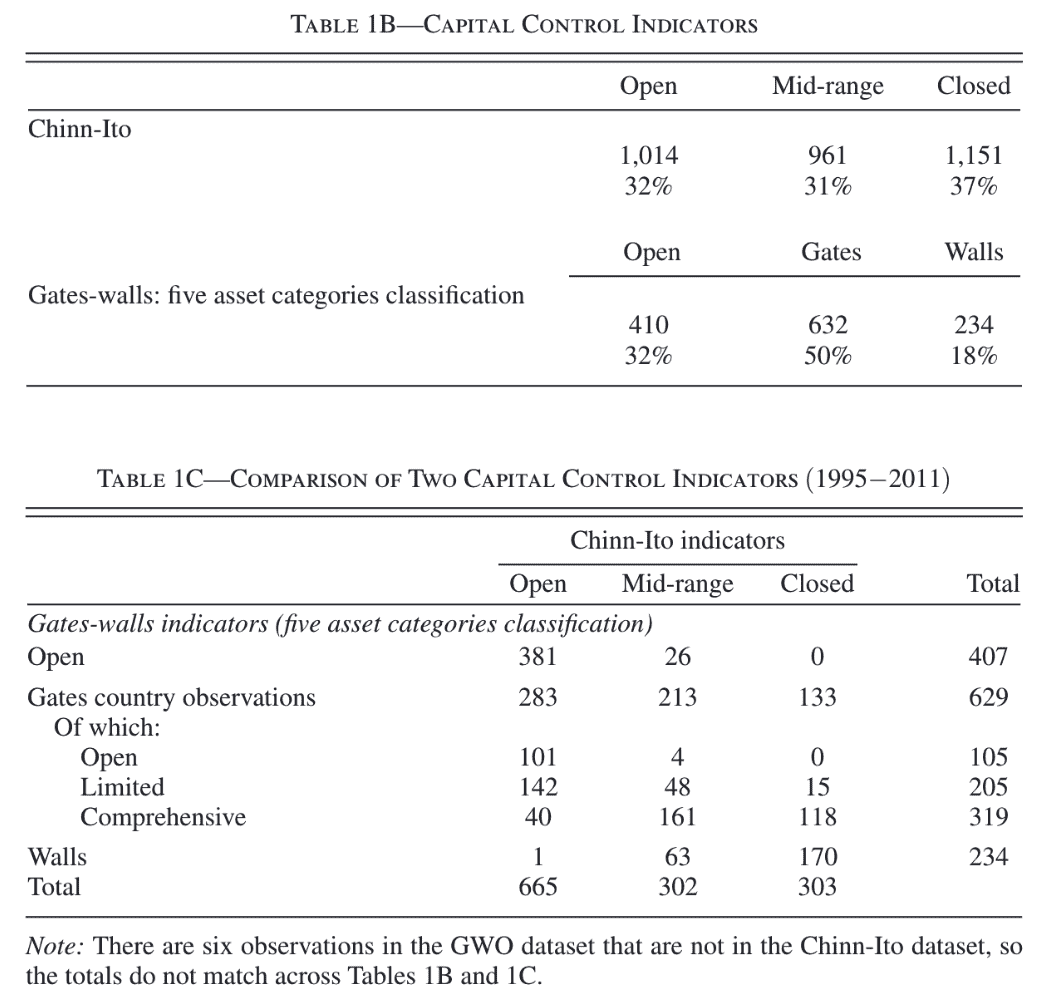 TABLE 1B—CAPITAL CONTROL INDICATORS
Open Mid-range Closed
Chinn-Ito
1,014 961 1,151
32% 31% 37%
Open Gates Walls
Gates-walls: five asset categories classification
410 632 234
32% 50% 18%
TABLE 1C—COMPARISON OF TWO CAPITAL CONTROL INDICATORS (1995–2011)
Chinn-Ito indicators
Open Mid-range Closed Total
Gates-walls indicators (five asset categories classification)
Open 381 26 0 407
Gates country observations 283 213 133 629
Of which:
Open 101 4 0 105
Limited 142 48 15 205
Comprehensive 40 161 118 319
Walls 1 63 170 234
Total 665 302 303
Note: There are six observations in the GWO dataset that are not in the Chinn-Ito dataset, so
the totals do not match across Tables 1B and 1C.